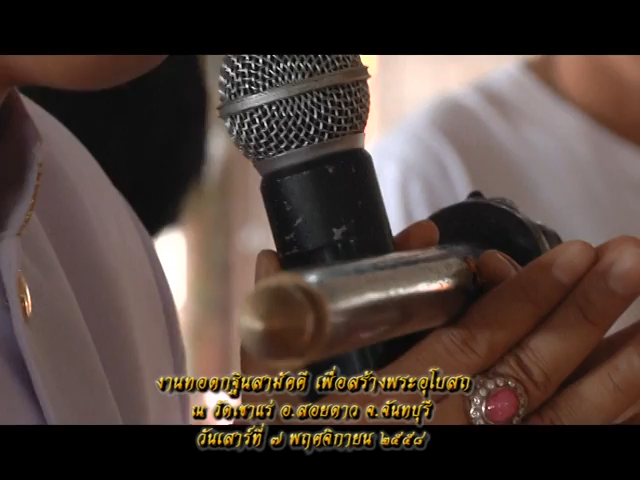 งานทอดกฐินสามัคคี เพื่อสร้างพระอุโบสถ
ณ วัดเขาแร่ อ.สอยดาว จ.จันทบุรี
วันเสาร์ที่ ๗ พฤศจิกายน ๒๕๕๘